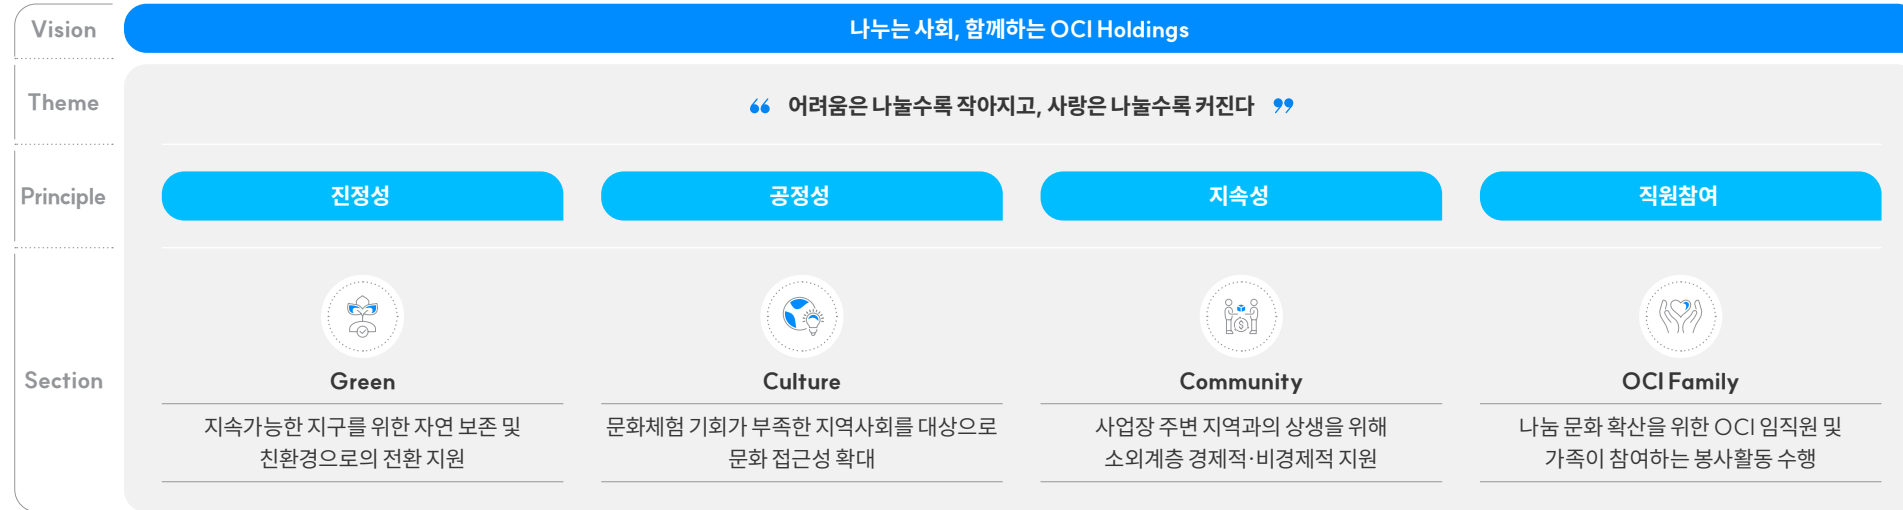 Vision
나누는 사회, 함께하는 OCI Holdings
Theme
“ 어려움은 나눌수록 작아지고, 사랑은 나눌수록 커진다 ”
Principle
진정성
공정성
지속성
직원참여
Section
Green
지속가능한 지구를 위한 자연 보존 및
친환경으로의 전환 지원
Culture
문화체험 기회가 부족한 지역사회를 대상으로
문화 접근성 확대
Community
사업장 주변 지역과의 상생을 위해
소외계층 경제적·비경제적 지원
OCI Family
나눔 문화 확산을 위한 OCI 임직원 및
가족이 참여하는 봉사활동 수행